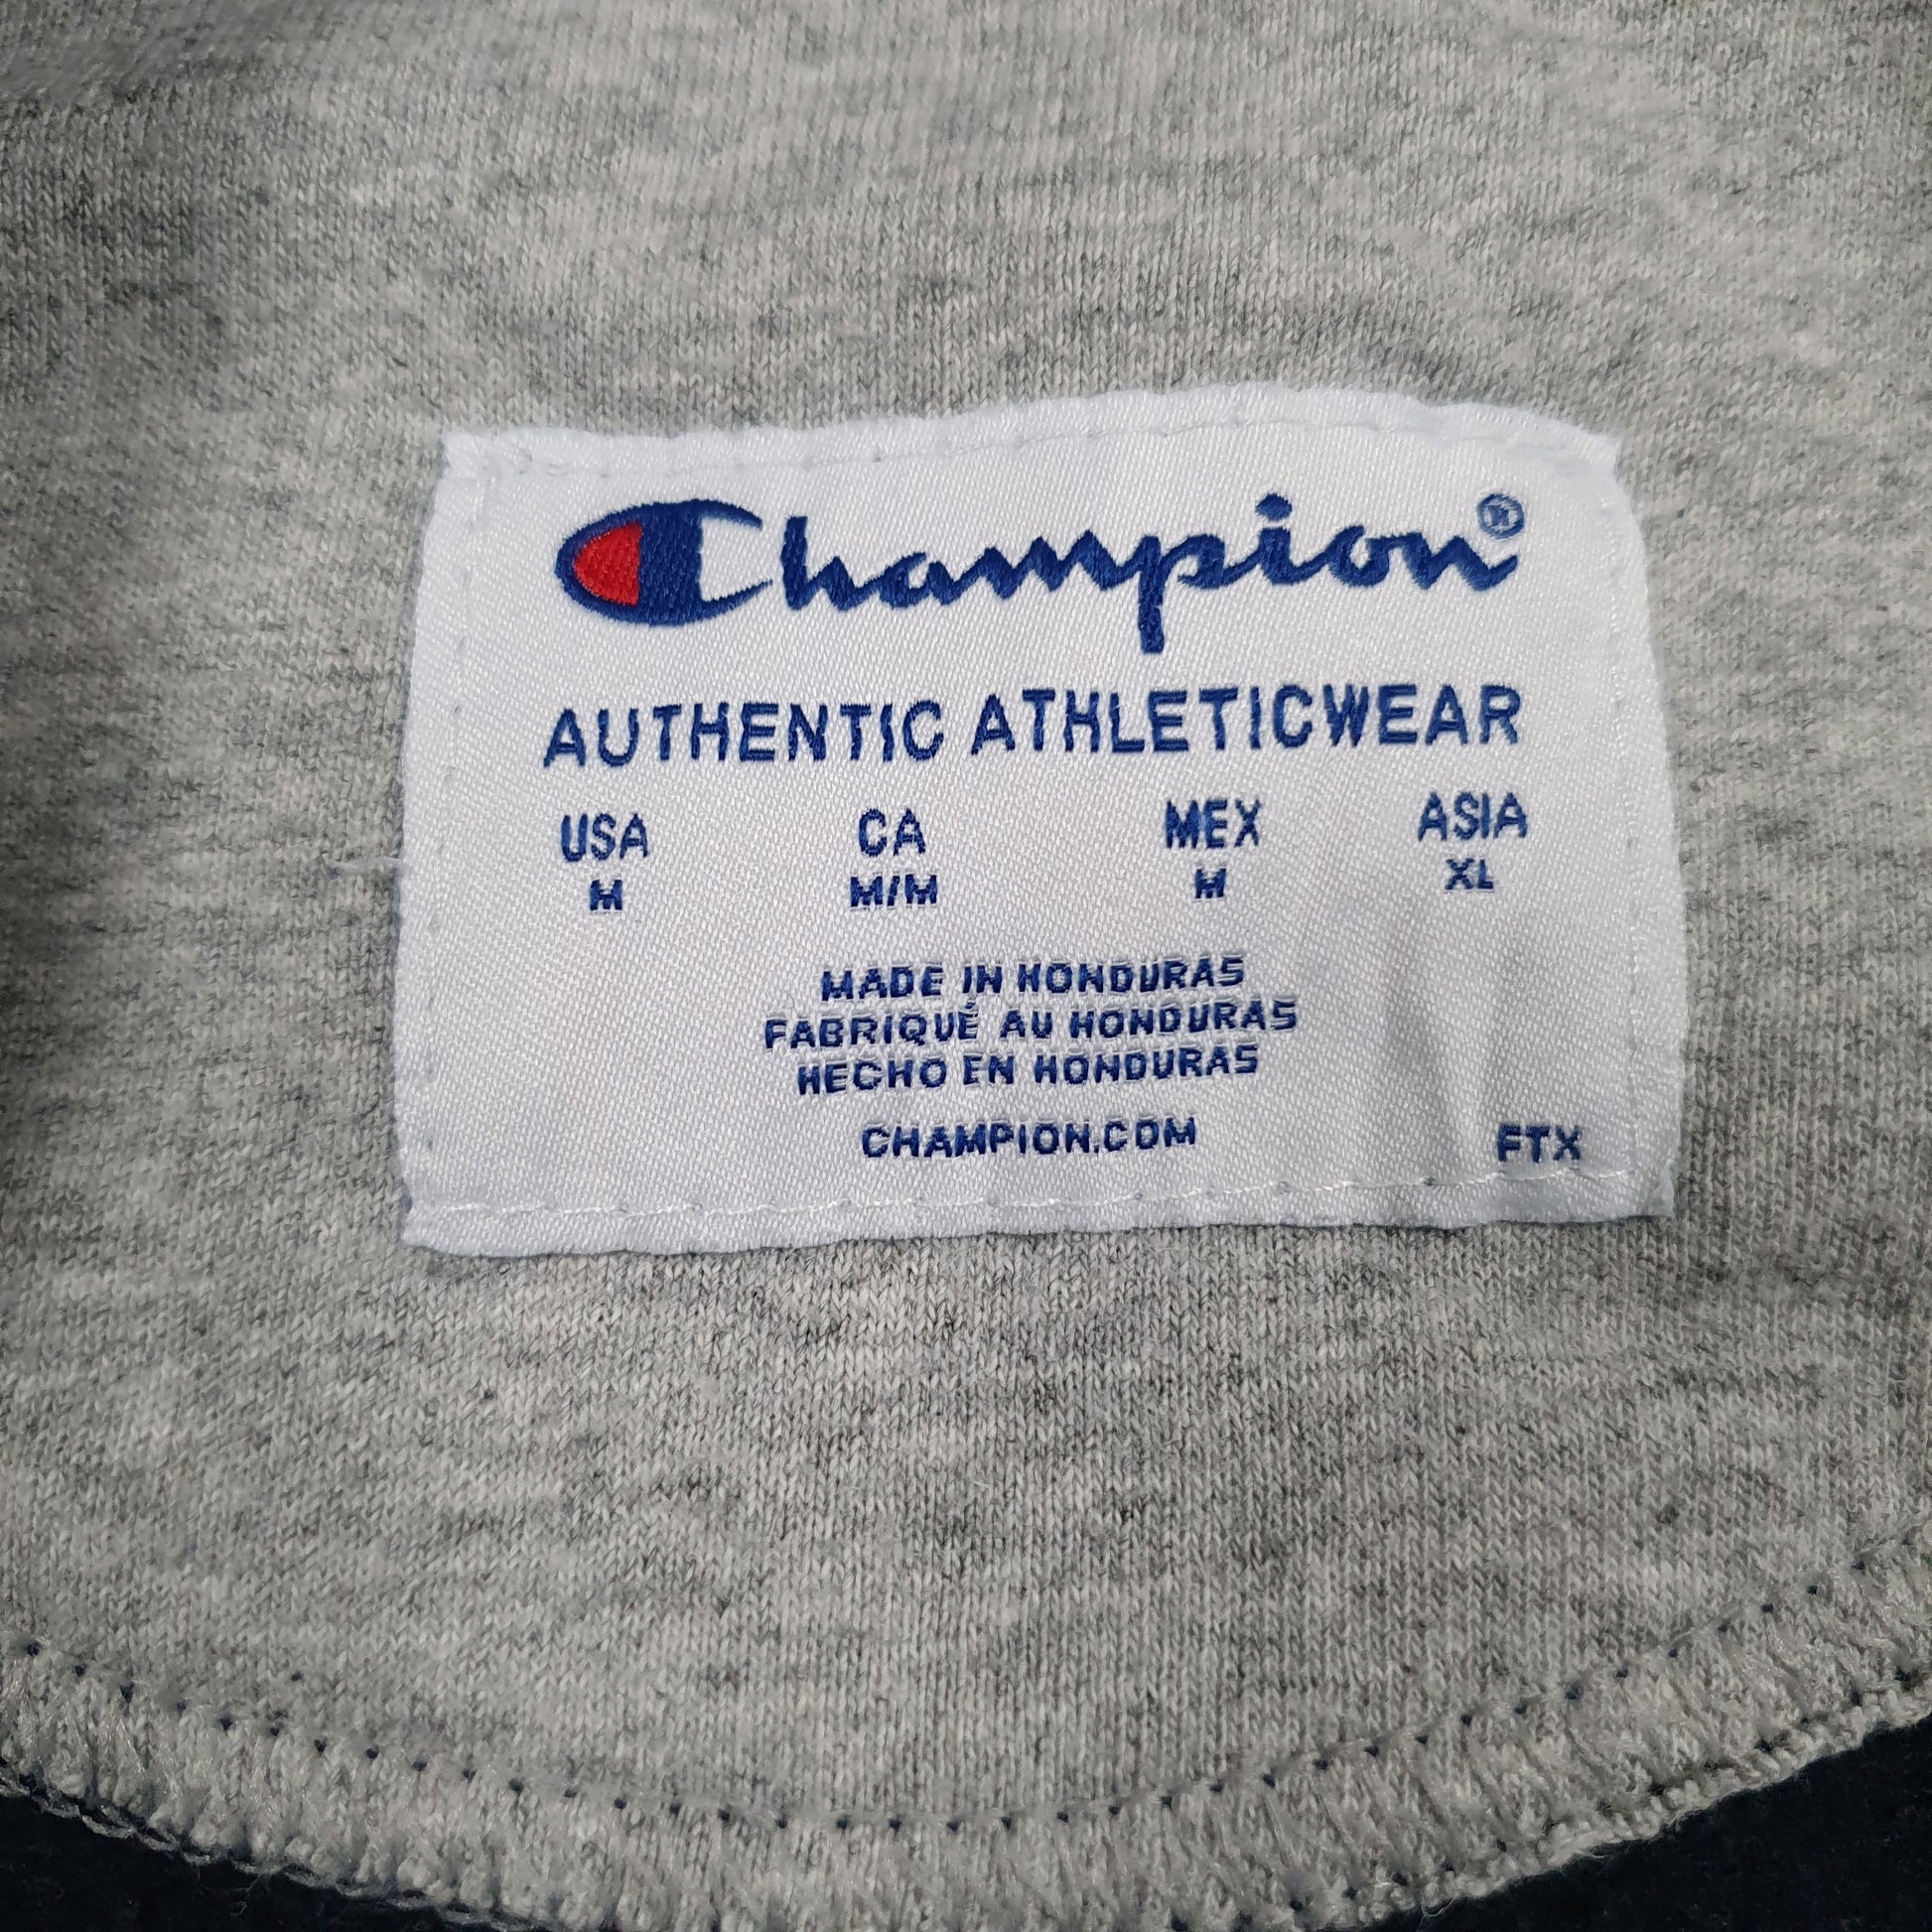 Champion®
AUTHENTIC ATHLETICWEAR
USA CA MEX ASIA
M M/M M XL
MADE IN HONDURAS
FABRIQUÉ AU HONDURAS
HECHO EN HONDURAS
CHAMPION.COM FTX